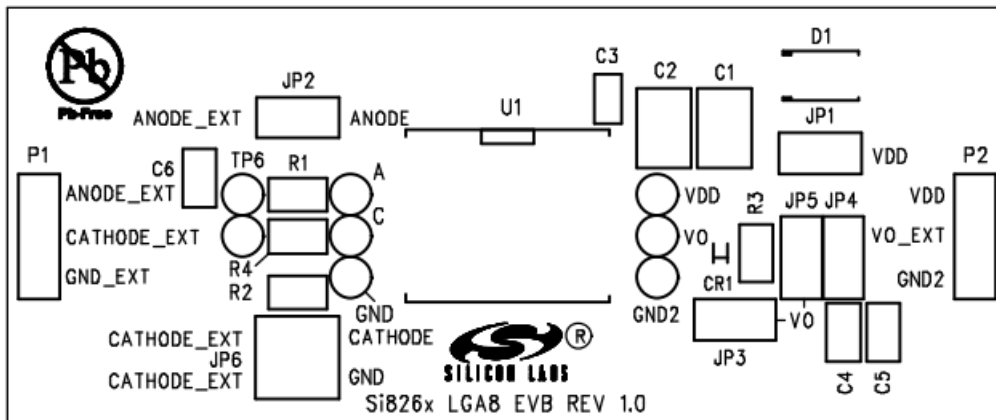 Pb
Pb-Free
JP2
ANODE_EXT ANODE
C3
C2
C1
D1
U1
JP1
VDD
P1
C6
TP6
R1
A
ANODE_EXT
C
CATHODE_EXT
R4
GND_EXT
R2
GND
VDD
VO
GND2
R3
CR1
JP5
JP4
P2
VDD
VO_EXT
GND2
CATHODE_EXT CATHODE
JP6
CATHODE_EXT GND
JP3
VO
C4
C5
®
SILICON LABS
Si826x LGA8 EVB REV 1.0